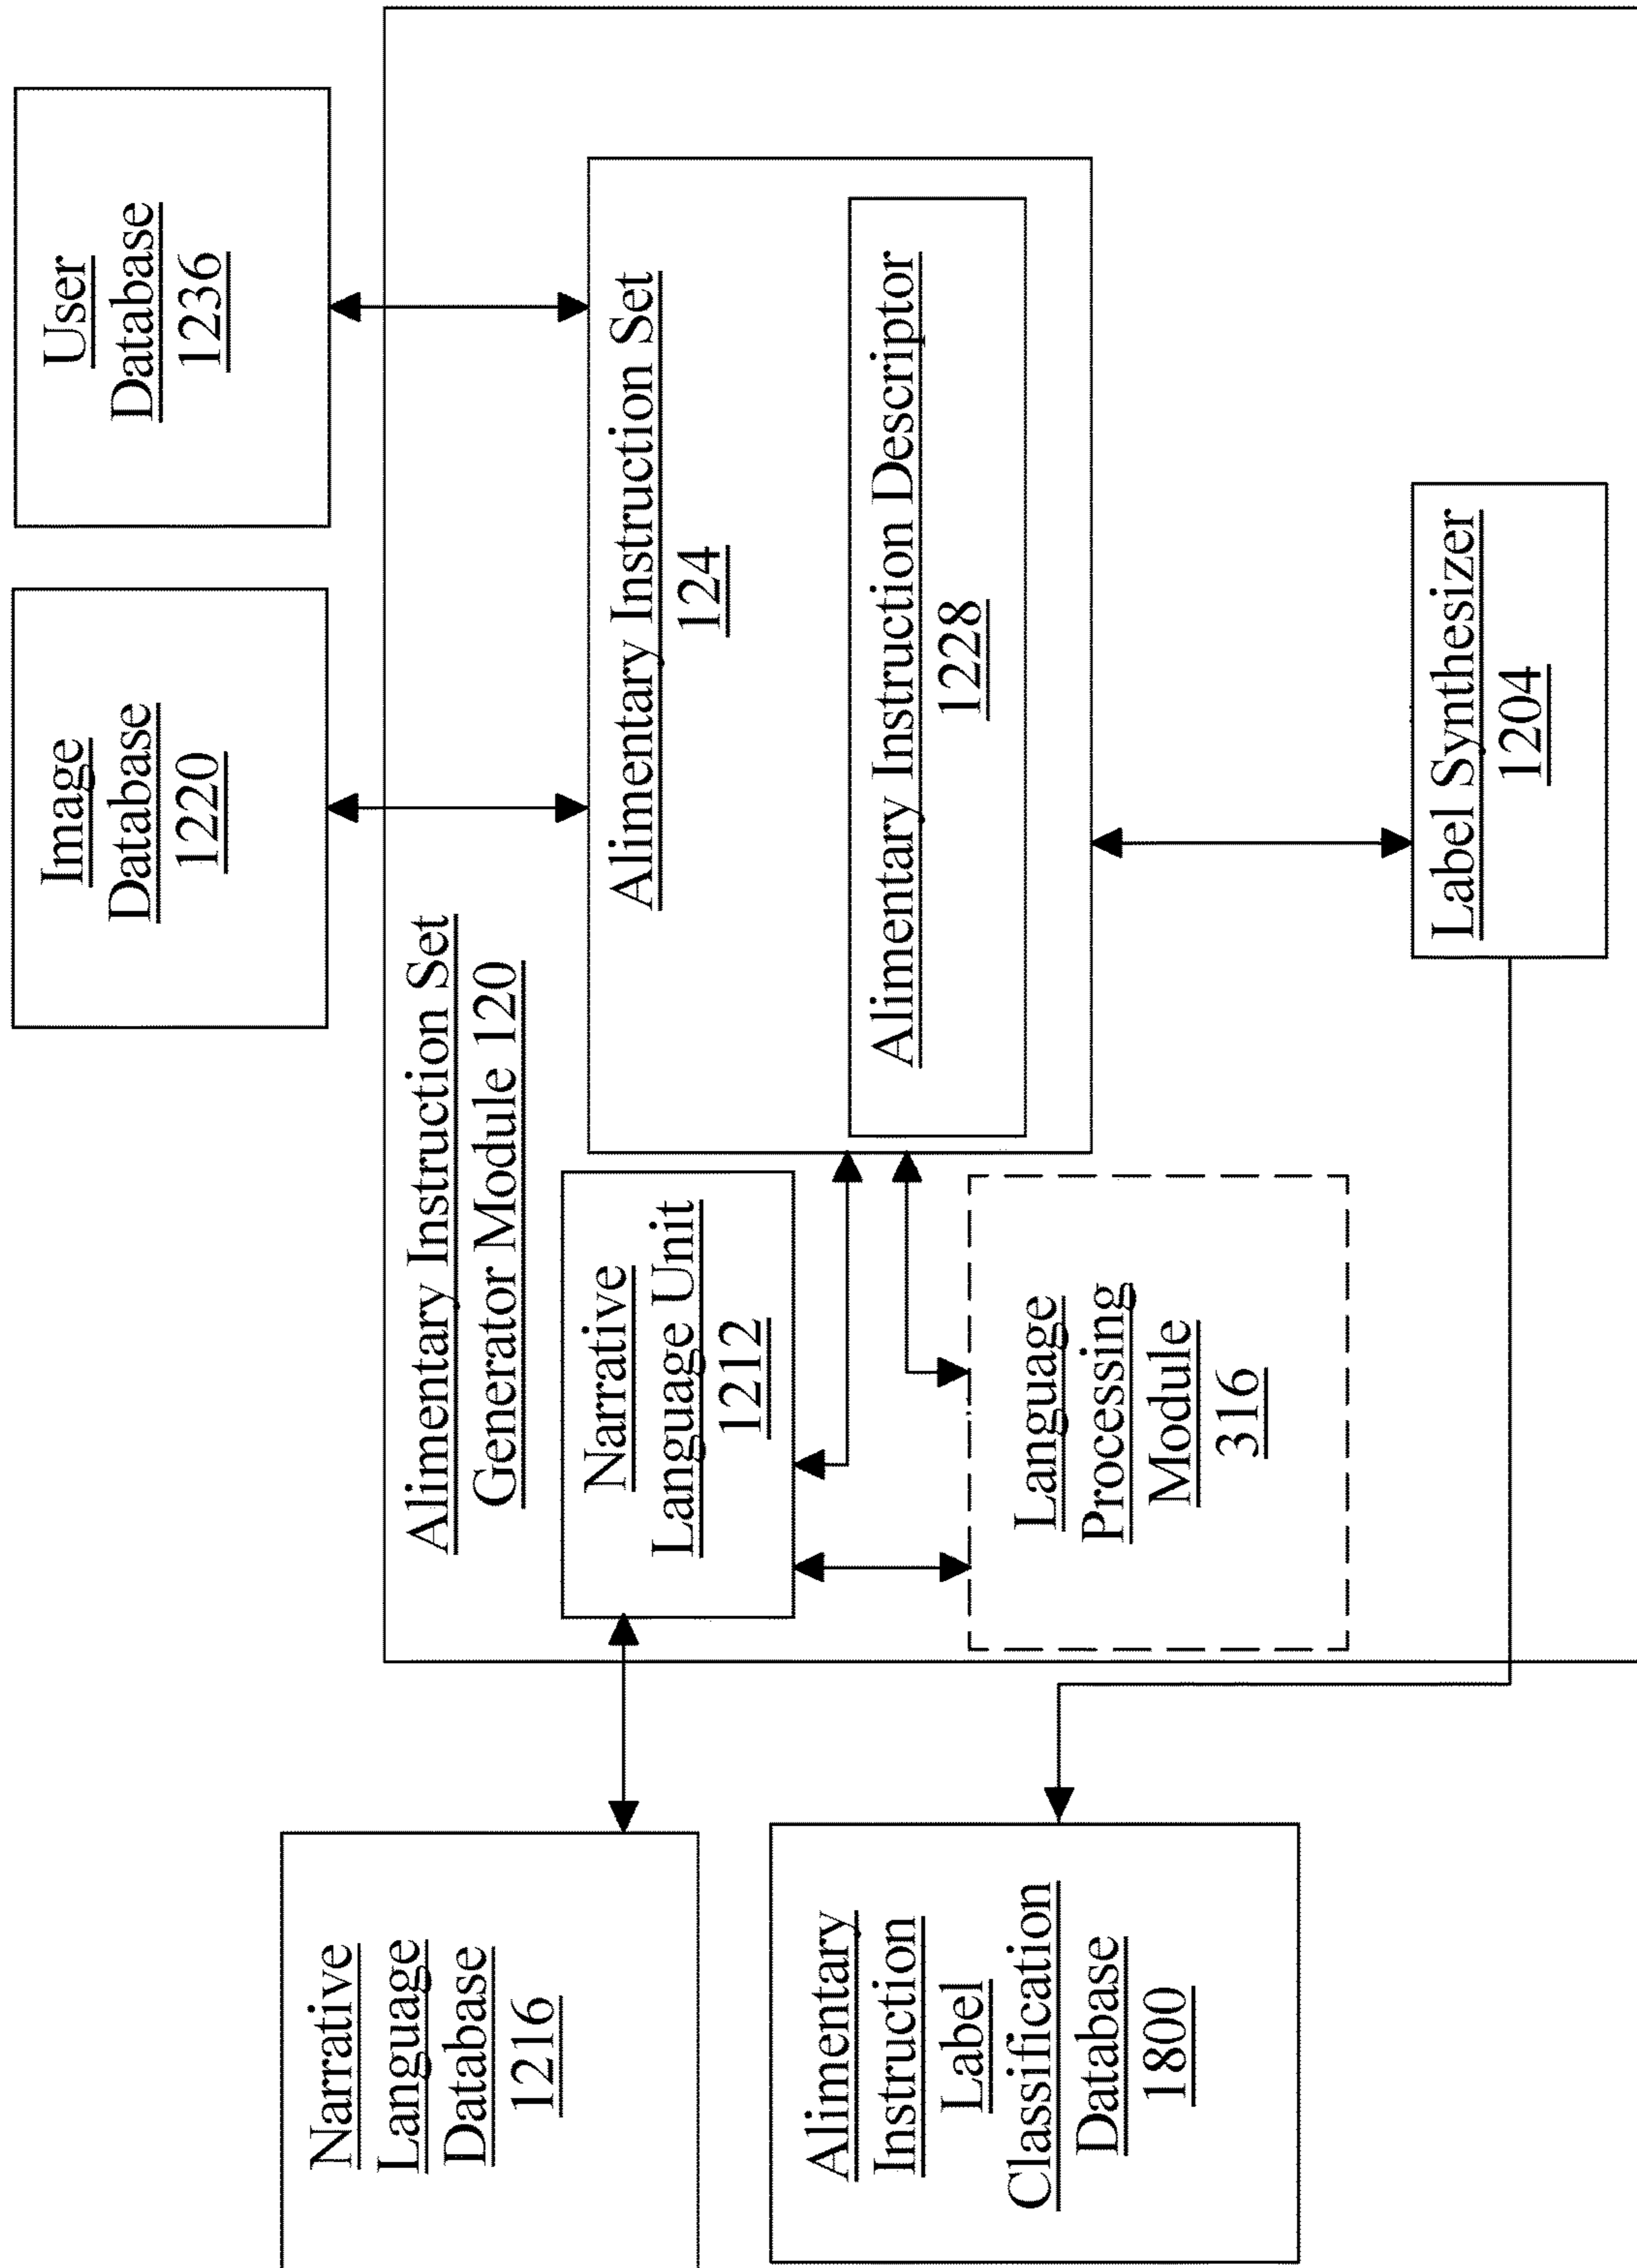 Narrative
Language
Database
1216
Alimentary
Instruction
Label
Classification
Database
1800
Alimentary Instruction Set
Generator Module 120
Narrative
Language Unit
1212
Language
Processing
Module
316
Image
Database
1220
User
Database
1236
Alimentary Instruction Set
124
Alimentary Instruction Descriptor
1228
Label Synthesizer
1204